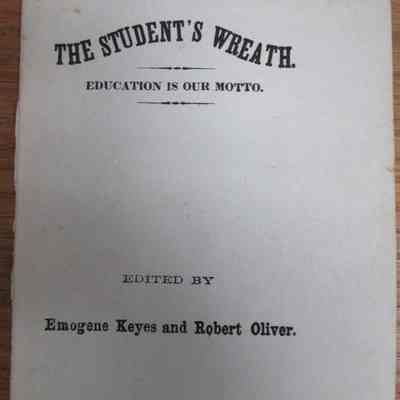 THE STUDENT'S WREATH.
EDUCATION IS OUR MOTTO.
EDITED BY
Emogene Keyes and Robert Oliver.